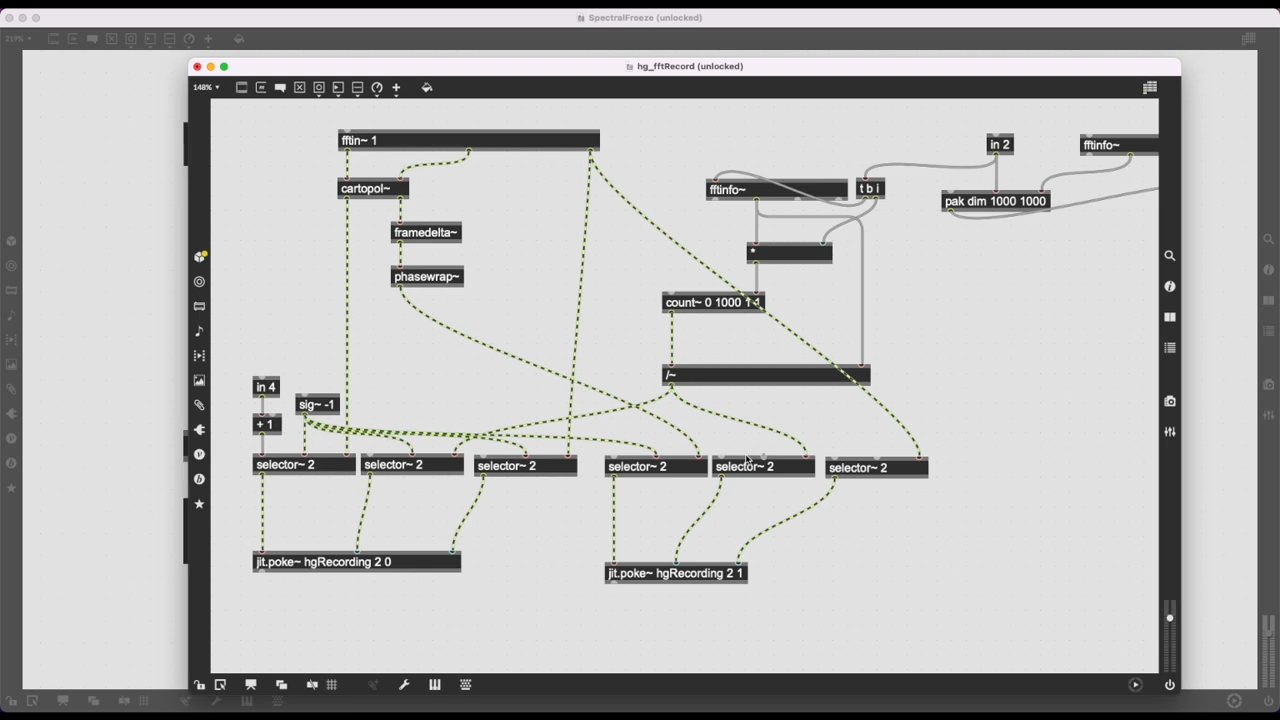 SpectralFreeze (unlocked)
219%
hg_fftRecord (unlocked)
148%
fftin~ 1
in 2
fftinfo~
cartopol~
fftinfo~
t b i
pak dim 1000 1000
framedelta~
*
phasewrap~
count~ 0 1000 1 1
/~
in 4
sig~ -1
+ 1
selector~ 2
selector~ 2
selector~ 2
selector~ 2
selector~ 2
selector~ 2
jit.poke~ hgRecording 2 0
jit.poke~ hgRecording 2 1